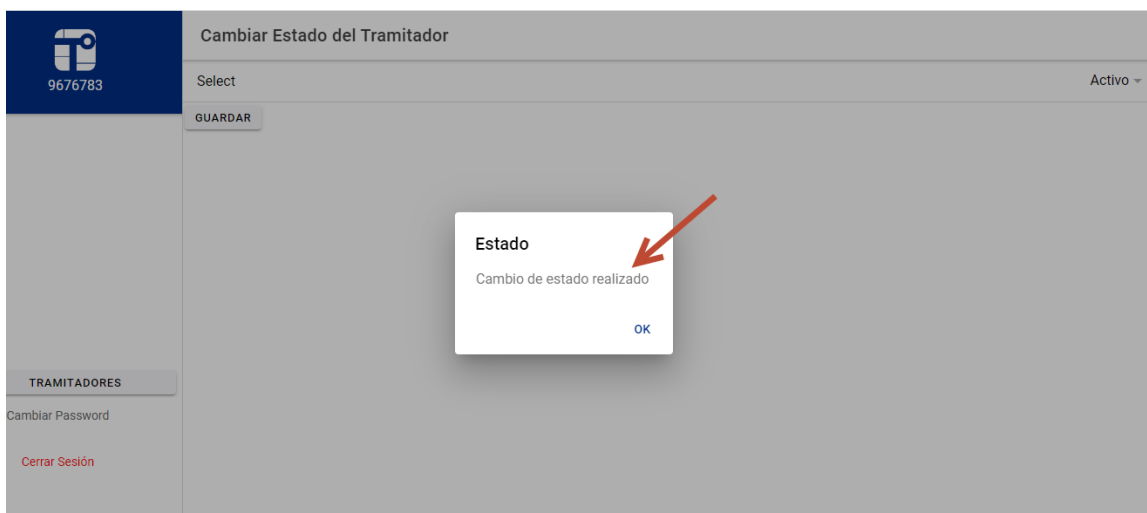 9676783
Cambiar Estado del Tramitador
Select
Activo
GUARDAR
Estado
Cambio de estado realizado
OK
TRAMITADORES
Cambiar Password
Cerrar Sesión